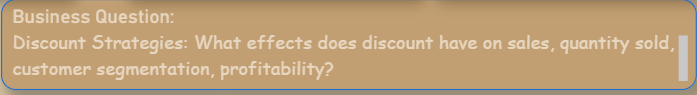 Business Question:
Discount Strategies: What effects does discount have on sales, quantity sold,
customer segmentation, profitability?